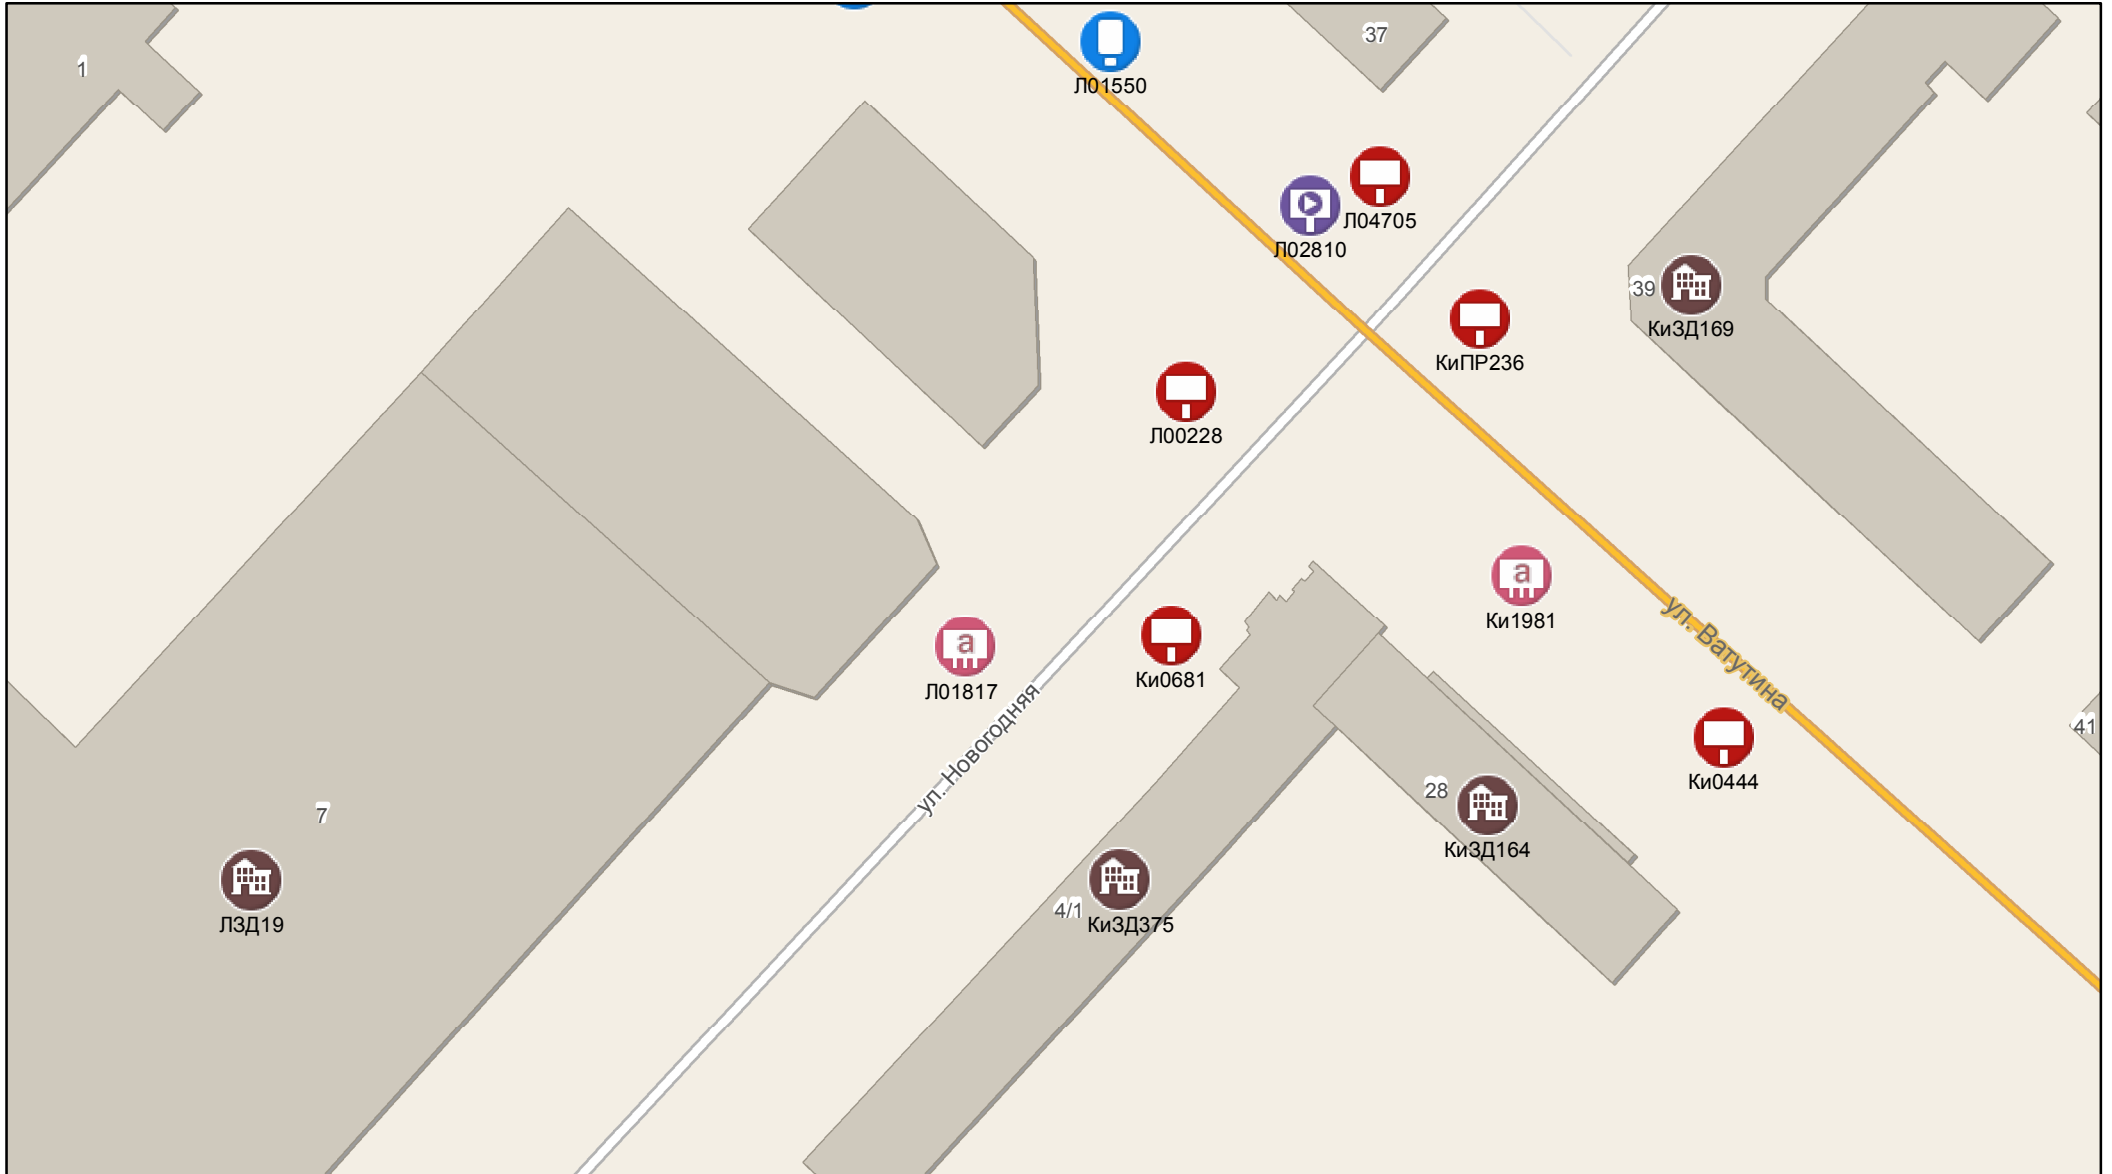 37
1
Л01550
Л04705
Л02810
39
КиЗД169
КиПР236
Л00228
a
Ки1981
a
Л01817
Ки0681
ул. Ватутина
ул. Новогодняя
41
Ки0444
28
КиЗД164
7
ЛЗД19
4/1
КиЗД375